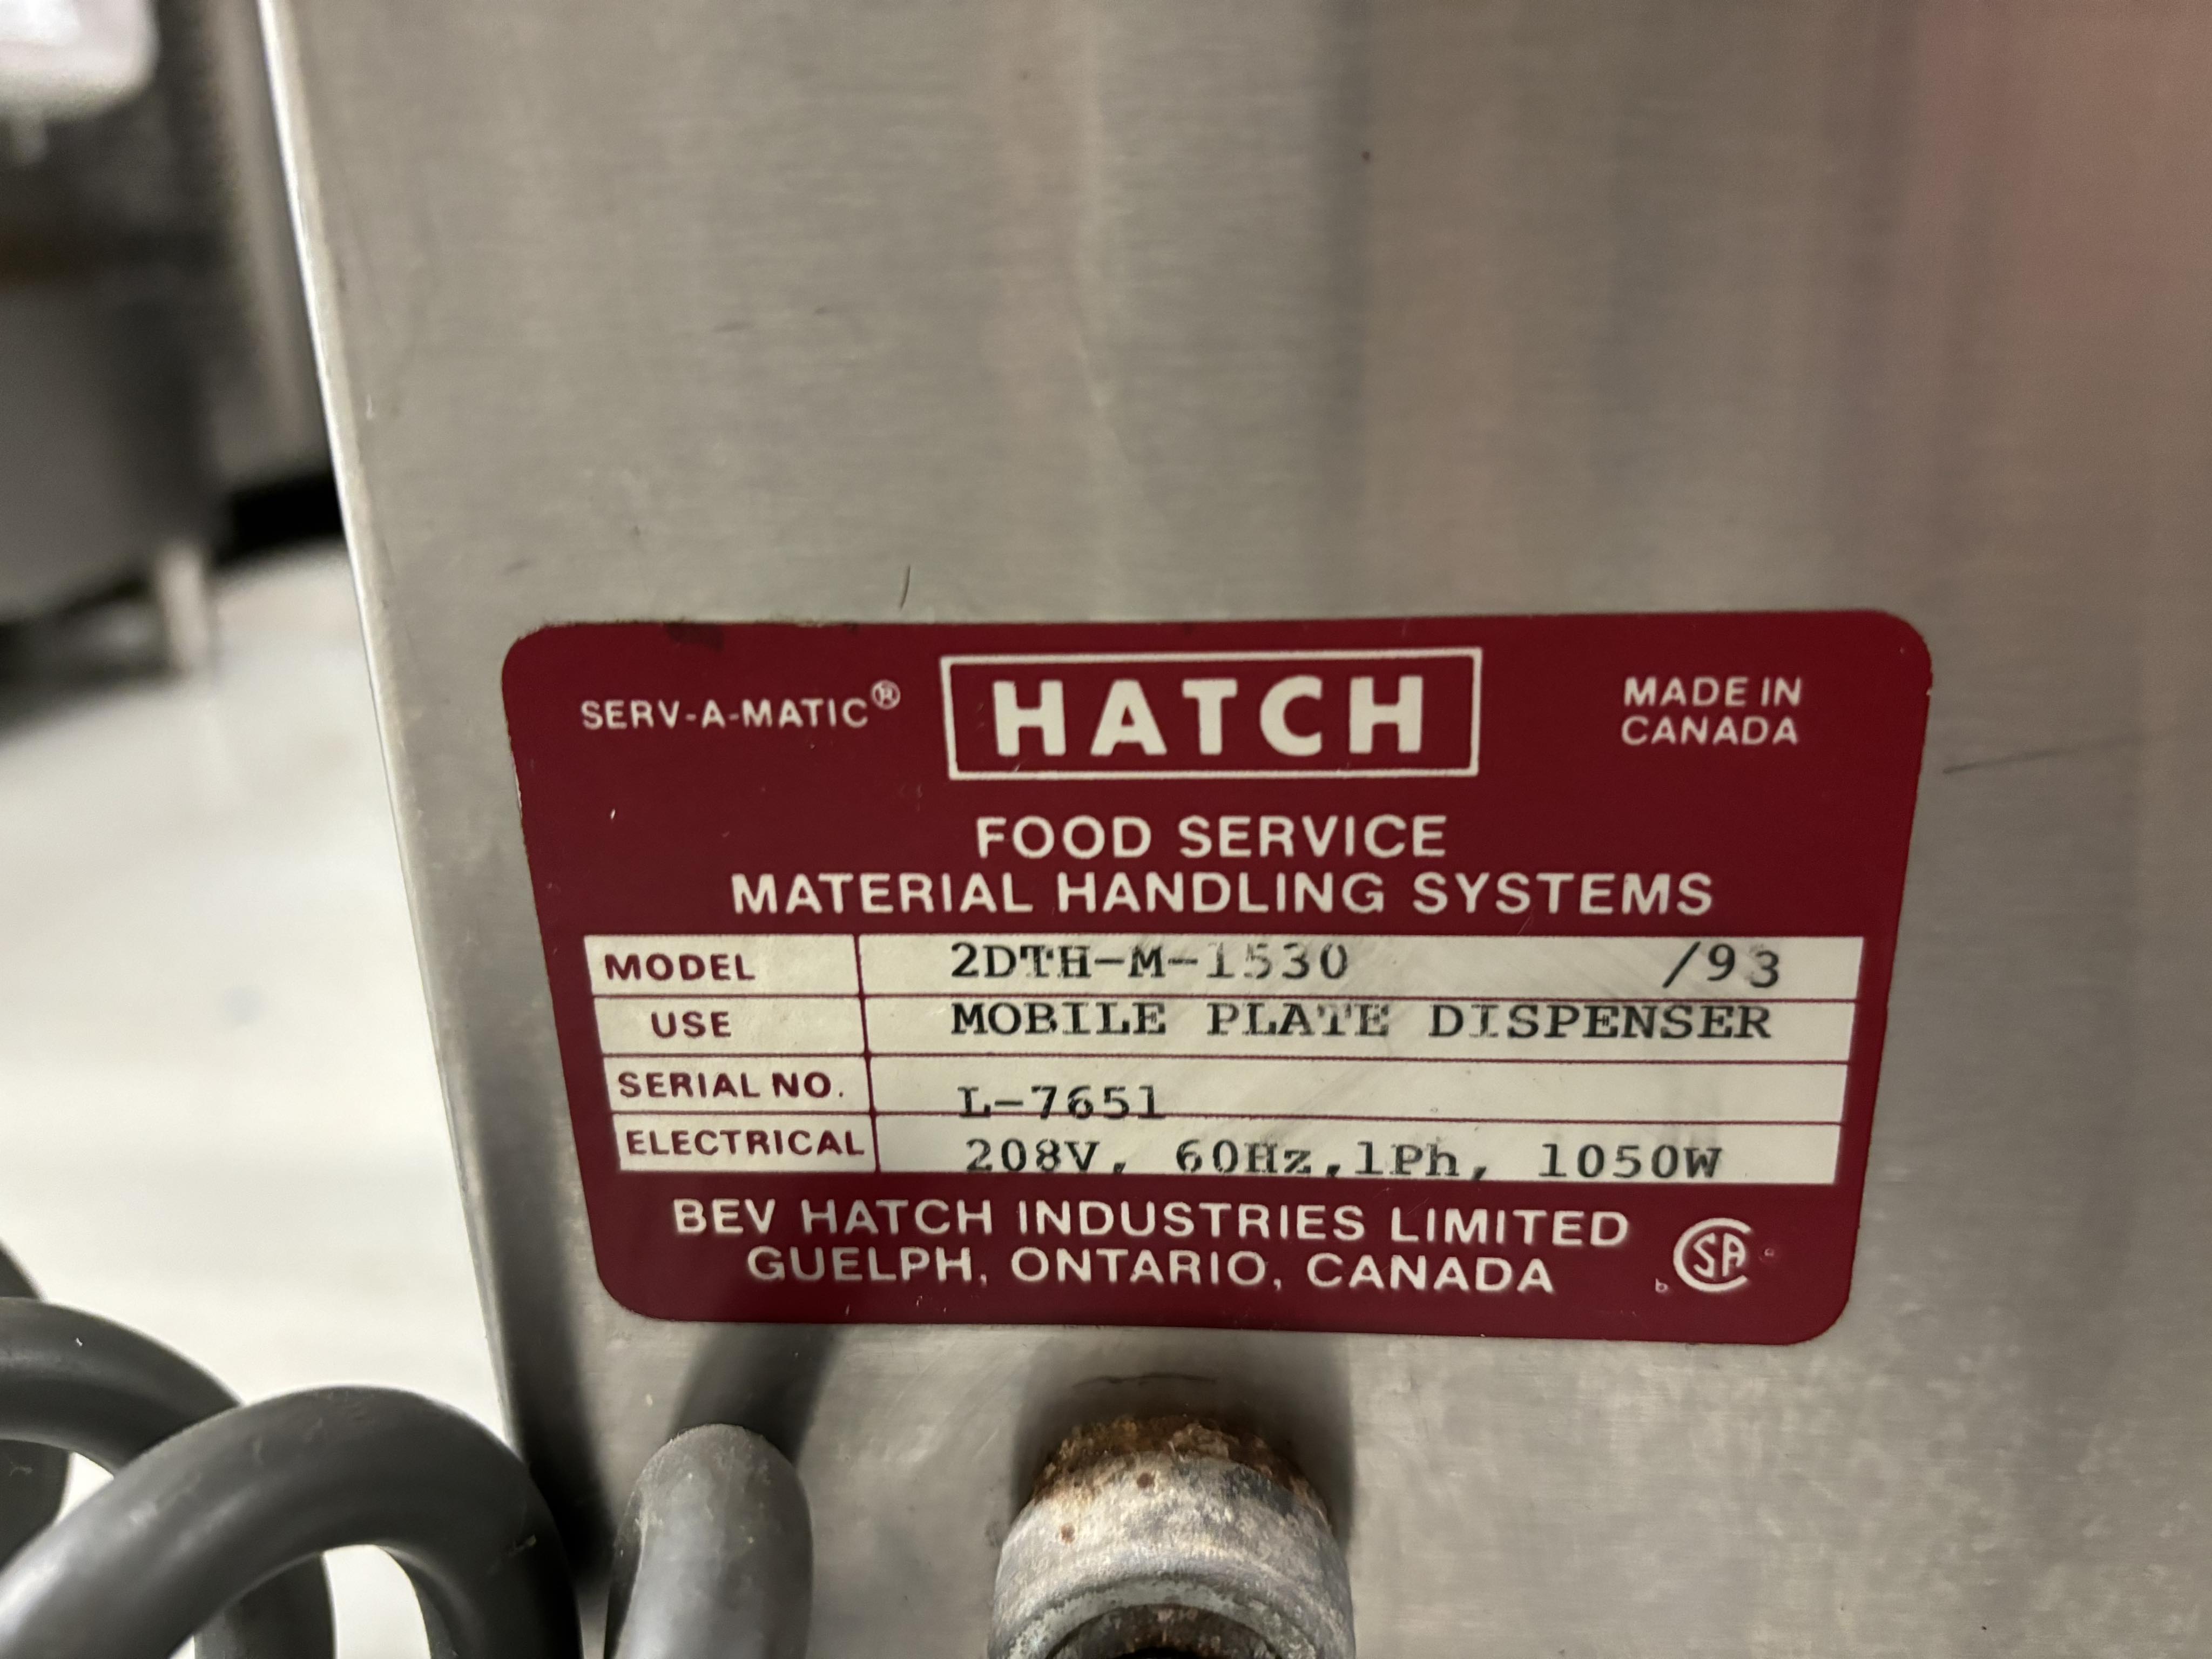 SERV-A-MATIC® HATCH MADE IN
CANADA
FOOD SERVICE
MATERIAL HANDLING SYSTEMS
MODEL 2DTH-M-1530 /93
USE MOBILE PLATE DISPENSER
SERIAL NO. L-7651
ELECTRICAL 208V, 60Hz,1Ph, 1050W
BEV HATCH INDUSTRIES LIMITED
GUELPH, ONTARIO, CANADA
b CSA c